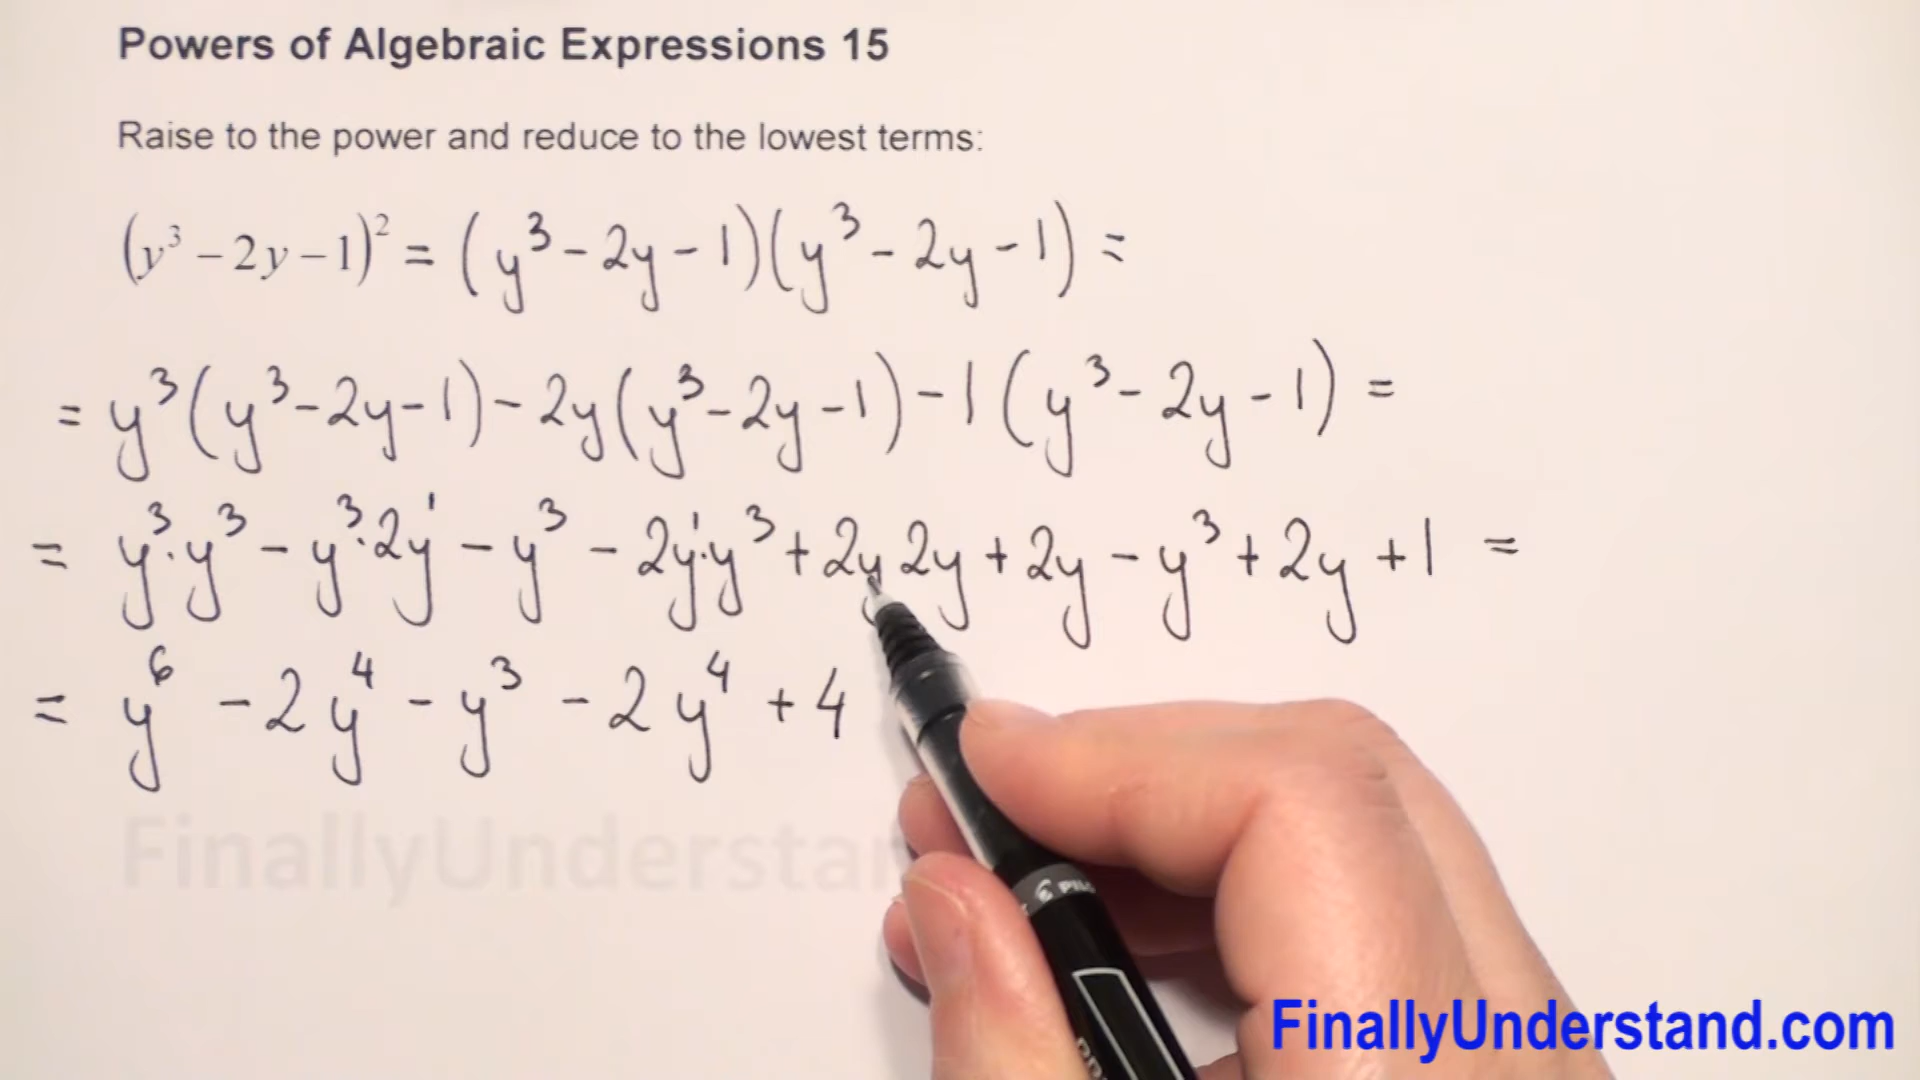 Powers of Algebraic Expressions 15
Raise to the power and reduce to the lowest terms:
(y³ − 2y − 1)² = (y³ − 2y − 1)(y³ − 2y − 1) =
= y³(y³ − 2y − 1) − 2y(y³ − 2y − 1) − 1(y³ − 2y − 1) =
= y³·y³ − y³·2y¹ − y³ − 2y¹·y³ + 2y 2y + 2y − y³ + 2y + 1 =
= y⁶ − 2y⁴ − y³ − 2y⁴ + 4
FinallyUnderstan
FinallyUnderstand.com